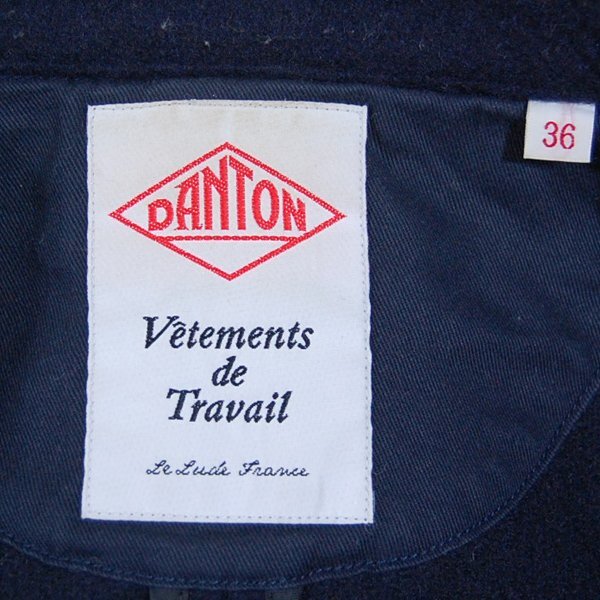 DANTON
36
Vêtements
de
Travail
Le Lude France